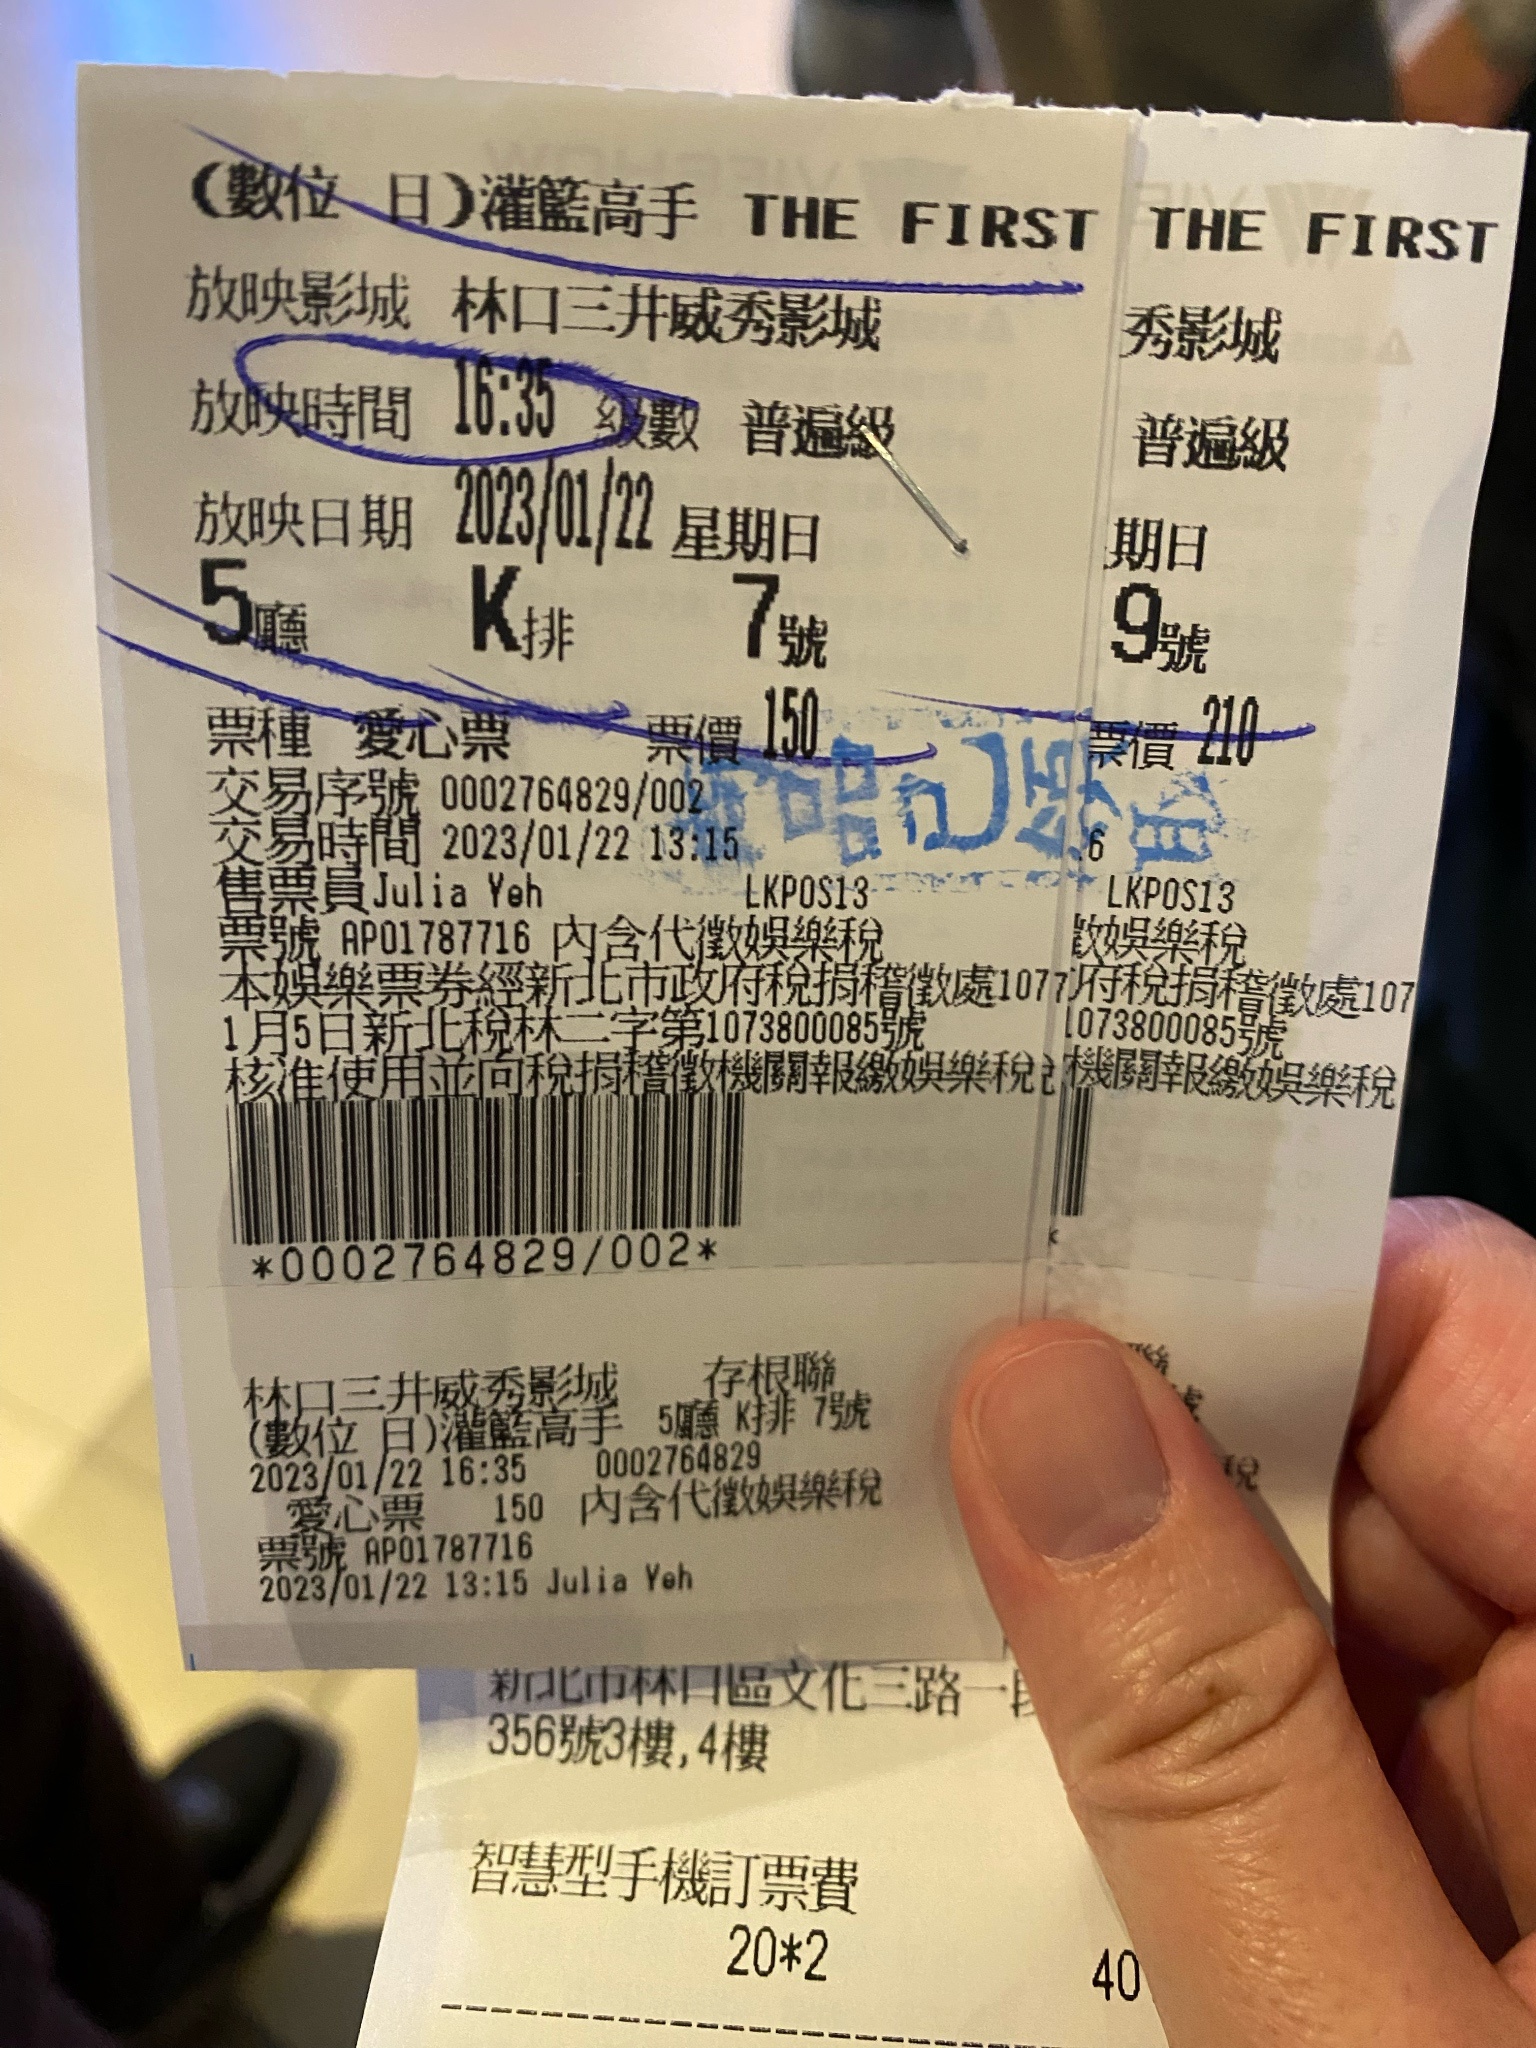 (數位 日)灌籃高手 THE FIRST
THE FIRST
放映影城 林口三井威秀影城
秀影城
放映時間 16:35 級數 普遍級
普遍級
放映日期 2023/01/22 星期日
期日
5廳 K排 7號
9號
票種 愛心票 票價 150
票價 210
交易序號 0002764829/002
交易時間 2023/01/22 13:15
6
售票員Julia Yeh LKPOS13
LKPOS13
票號 AP01787716 內含代徵娛樂稅
徵娛樂稅
本娛樂票券經新北市政府稅捐稽徵處107
府稅捐稽徵處107
1月5日新北稅林二字第1073800085號
1073800085號
核准使用並向稅捐稽徵機關報繳娛樂稅
機關報繳娛樂稅
*0002764829/002*
*
林口三井威秀影城 存根聯
(數位 日)灌籃高手 5廳 K排 7號
2023/01/22 16:35 0002764829
愛心票 150 內含代徵娛樂稅
票號 AP01787716
2023/01/22 13:15 Julia Yeh
聯
號
稅
新北市林口區文化三路一段
356號3樓,4樓
智慧型手機訂票費
20*2 40